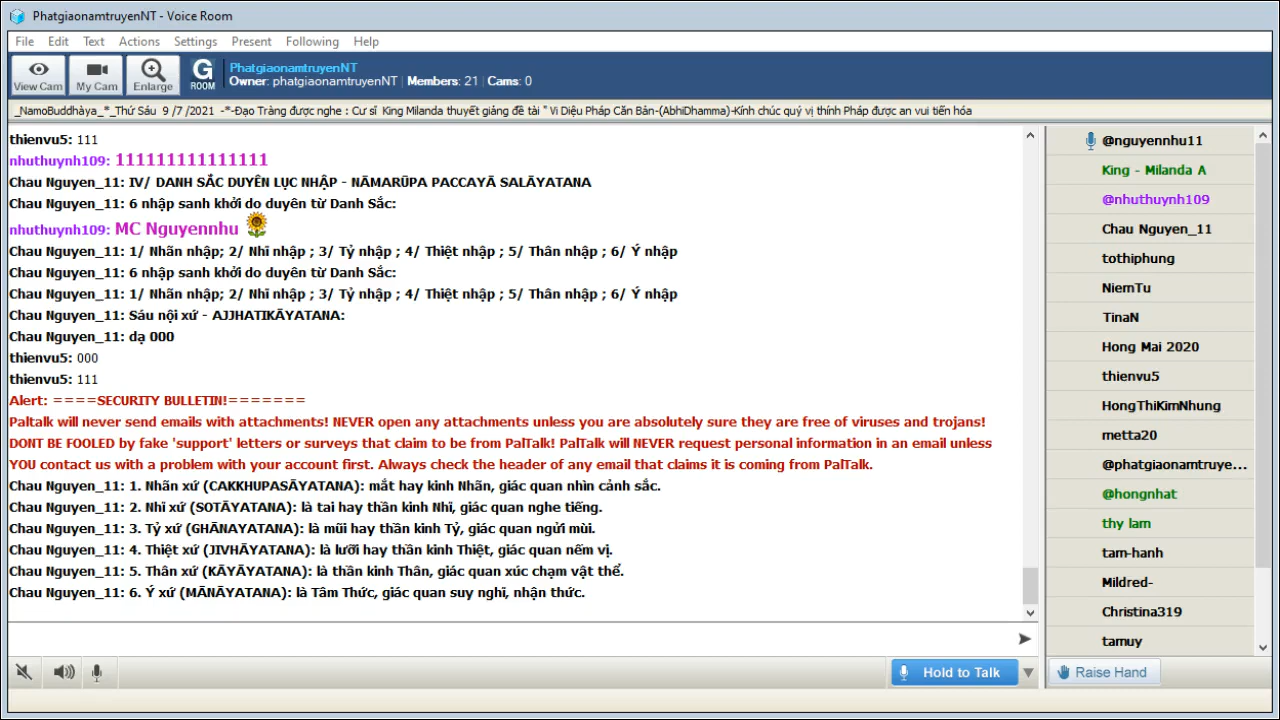 PhatgiaonamtruyenNT - Voice Room
File Edit Text Actions Settings Present Following Help
View Cam My Cam Enlarge G ROOM
PhatgiaonamtruyenNT
Owner: phatgiaonamtruyenNT Members: 21 Cams: 0
_NamoBuddhàya_*_Thứ Sáu 9 /7 /2021 -*-Đạo Tràng được nghe : Cư sĩ King Milanda thuyết giảng đề tài " Vi Diệu Pháp Căn Bản-(AbhiDhamma)-Kính chúc quý vị thính Pháp được an vui tiến hóa
thienvu5: 111
nhuthuynh109: 111111111111111
Chau Nguyen_11: IV/ DANH SẮC DUYÊN LỤC NHẬP - NĀMARŪPA PACCAYĀ SALĀYATANA
Chau Nguyen_11: 6 nhập sanh khởi do duyên từ Danh Sắc:
nhuthuynh109: MC Nguyennhu
Chau Nguyen_11: 1/ Nhãn nhập; 2/ Nhĩ nhập ; 3/ Tỷ nhập ; 4/ Thiệt nhập ; 5/ Thân nhập ; 6/ Ý nhập
Chau Nguyen_11: 6 nhập sanh khởi do duyên từ Danh Sắc:
Chau Nguyen_11: 1/ Nhãn nhập; 2/ Nhĩ nhập ; 3/ Tỷ nhập ; 4/ Thiệt nhập ; 5/ Thân nhập ; 6/ Ý nhập
Chau Nguyen_11: Sáu nội xứ - AJJHATIKĀYATANA:
Chau Nguyen_11: dạ 000
thienvu5: 000
thienvu5: 111
Alert: ====SECURITY BULLETIN!=======
Paltalk will never send emails with attachments! NEVER open any attachments unless you are absolutely sure they are free of viruses and trojans!
DONT BE FOOLED by fake 'support' letters or surveys that claim to be from PalTalk! PalTalk will NEVER request personal information in an email unless
YOU contact us with a problem with your account first. Always check the header of any email that claims it is coming from PalTalk.
Chau Nguyen_11: 1. Nhãn xứ (CAKKHUPASĀYATANA): mắt hay kinh Nhãn, giác quan nhìn cảnh sắc.
Chau Nguyen_11: 2. Nhĩ xứ (SOTĀYATANA): là tai hay thần kinh Nhĩ, giác quan nghe tiếng.
Chau Nguyen_11: 3. Tỷ xứ (GHĀNAYATANA): là mũi hay thần kinh Tỷ, giác quan ngửi mùi.
Chau Nguyen_11: 4. Thiệt xứ (JIVHĀYATANA): là lưỡi hay thần kinh Thiệt, giác quan nếm vị.
Chau Nguyen_11: 5. Thân xứ (KĀYĀYATANA): là thần kinh Thân, giác quan xúc chạm vật thể.
Chau Nguyen_11: 6. Ý xứ (MĀNĀYATANA): là Tâm Thức, giác quan suy nghĩ, nhận thức.
@nguyennhu11
King - Milanda A
@nhuthuynh109
Chau Nguyen_11
tothiphung
NiemTu
TinaN
Hong Mai 2020
thienvu5
HongThiKimNhung
metta20
@phatgiaonamtruye...
@hongnhat
thy lam
tam-hanh
Mildred-
Christina319
tamuy
Hold to Talk
Raise Hand